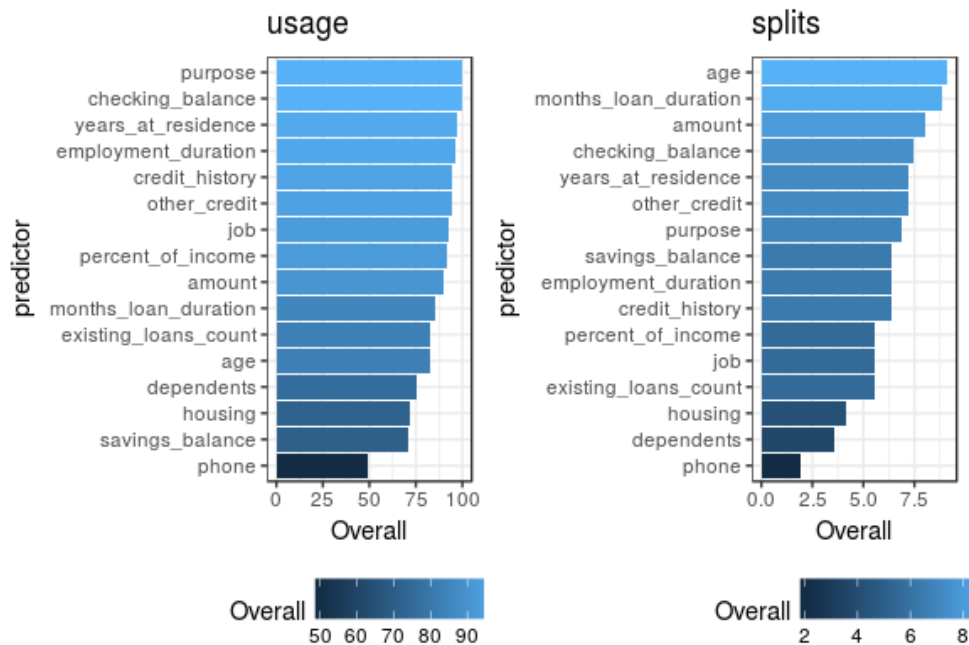 usage
predictor
purpose
checking_balance
years_at_residence
employment_duration
credit_history
other_credit
job
percent_of_income
amount
months_loan_duration
existing_loans_count
age
dependents
housing
savings_balance
phone
0 25 50 75 100
Overall
Overall
50 60 70 80 90
splits
predictor
age
months_loan_duration
amount
checking_balance
years_at_residence
other_credit
purpose
savings_balance
employment_duration
credit_history
percent_of_income
job
existing_loans_count
housing
dependents
phone
0.0 2.5 5.0 7.5
Overall
Overall
2 4 6 8